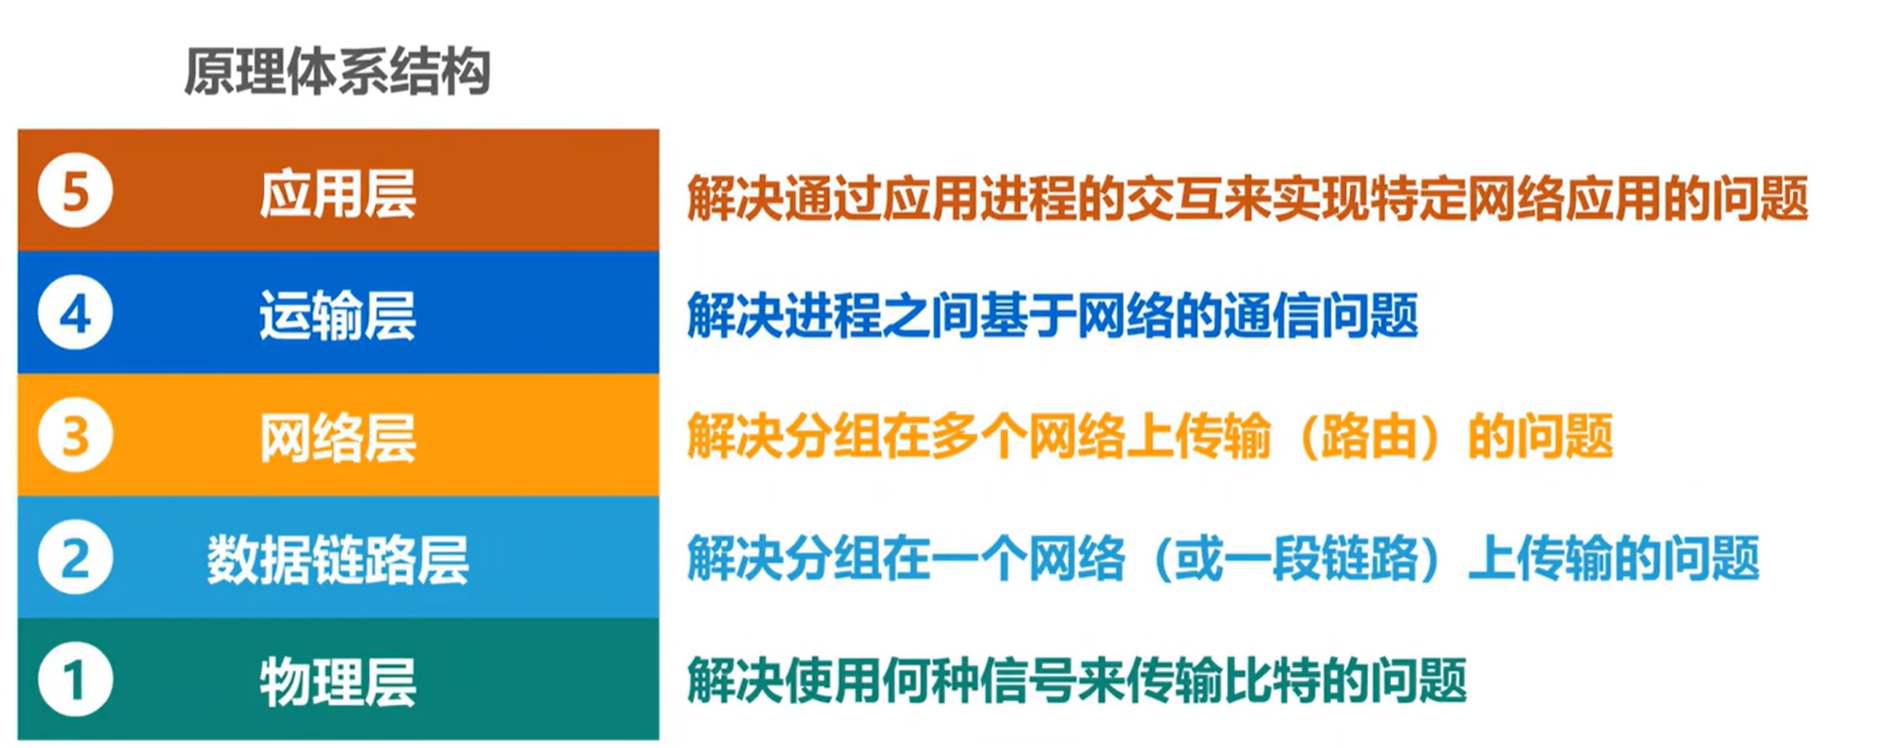 原理体系结构
5 应用层 解决通过应用进程的交互来实现特定网络应用的问题
4 运输层 解决进程之间基于网络的通信问题
3 网络层 解决分组在多个网络上传输（路由）的问题
2 数据链路层 解决分组在一个网络（或一段链路）上传输的问题
1 物理层 解决使用何种信号来传输比特的问题